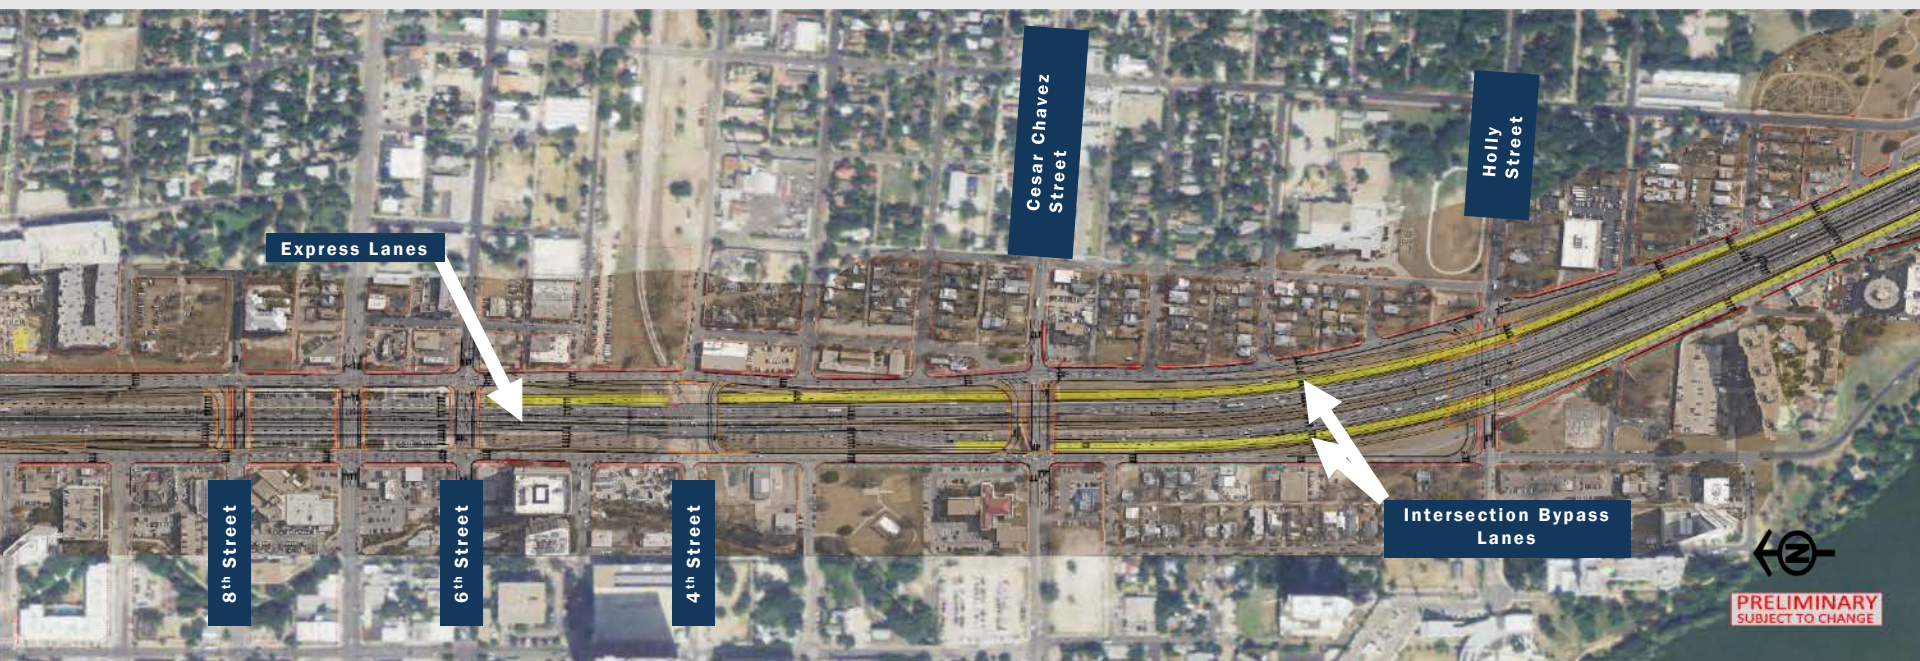 Cesar Chavez
Street
Holly
Street
Express Lanes
8th Street
6th Street
4th Street
Intersection Bypass
Lanes
N
PRELIMINARY
SUBJECT TO CHANGE